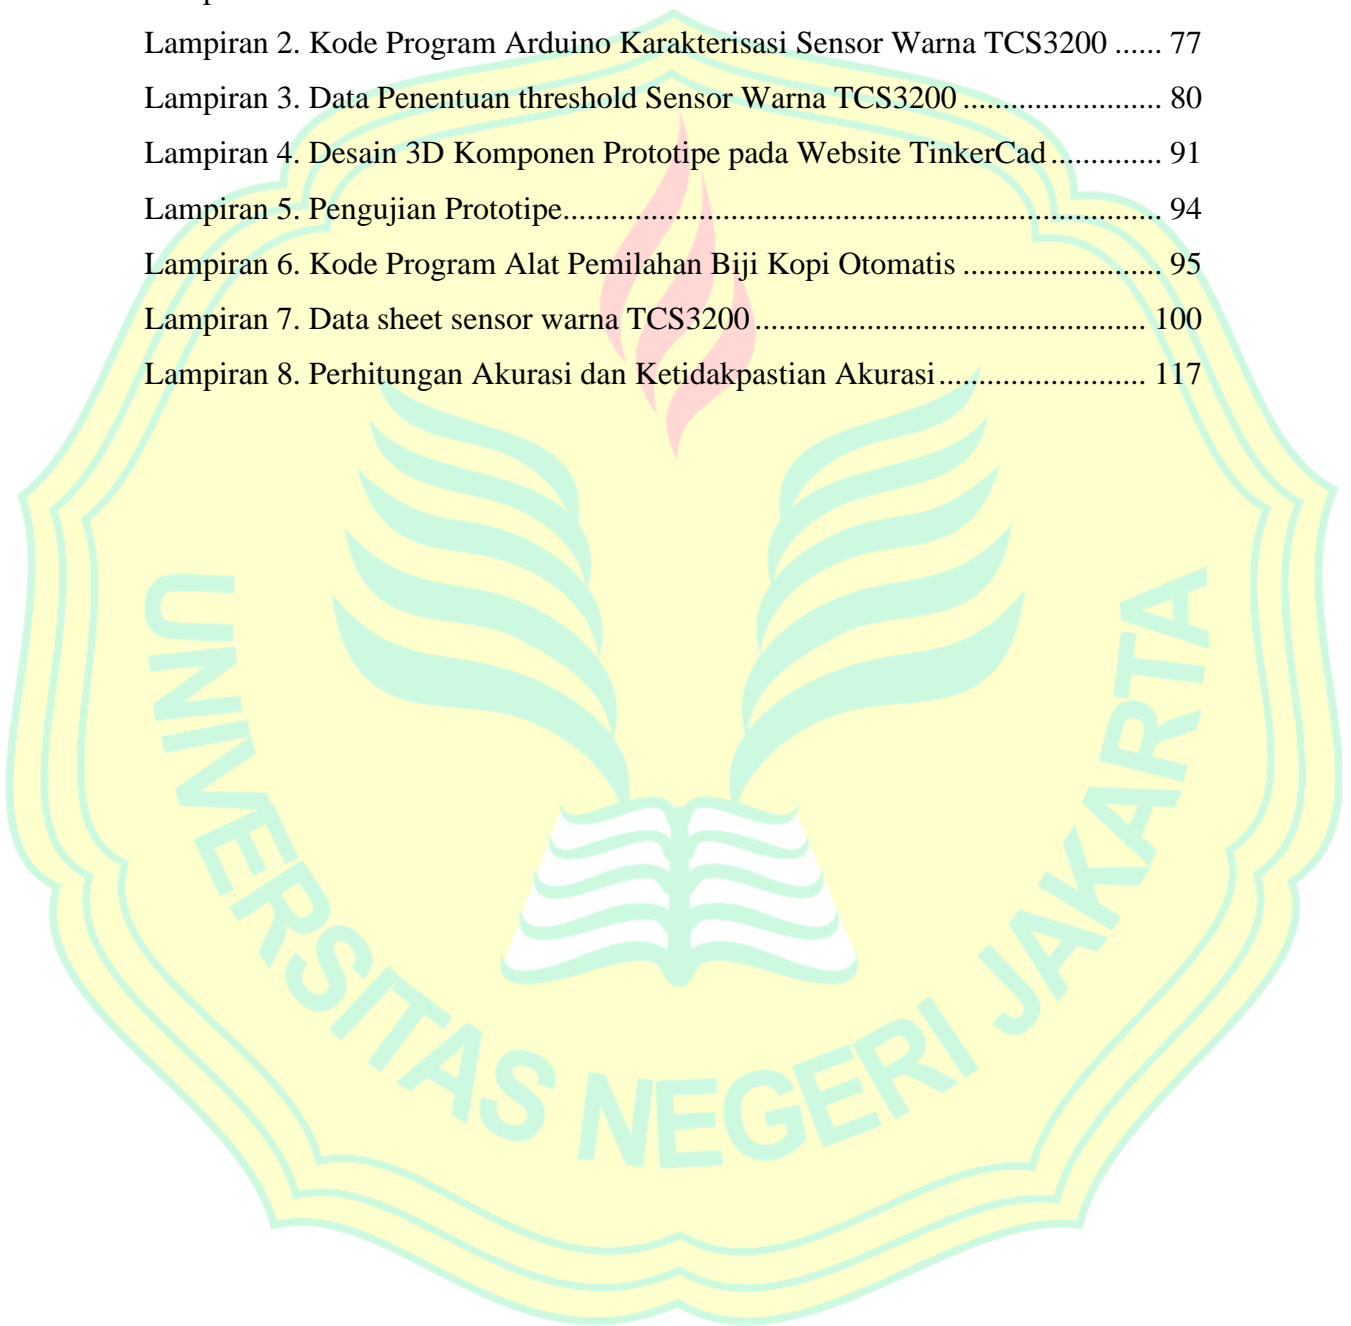 Lampiran 2. Kode Program Arduino Karakterisasi Sensor Warna TCS3200 ...... 77
Lampiran 3. Data Penentuan threshold Sensor Warna TCS3200 ......................... 80
Lampiran 4. Desain 3D Komponen Prototipe pada Website TinkerCad .............. 91
Lampiran 5. Pengujian Prototipe........................................................................... 94
Lampiran 6. Kode Program Alat Pemilahan Biji Kopi Otomatis ......................... 95
Lampiran 7. Data sheet sensor warna TCS3200 ................................................. 100
Lampiran 8. Perhitungan Akurasi dan Ketidakpastian Akurasi .......................... 117
UNIVERSITAS NEGERI JAKARTA